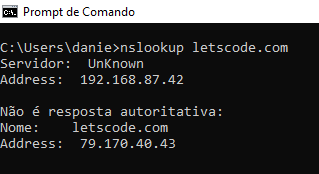 Prompt de Comando
C:\Users\danie>nslookup letscode.com
Servidor:  UnKnown
Address:  192.168.87.42
Não é resposta autoritativa:
Nome:    letscode.com
Address:  79.170.40.43